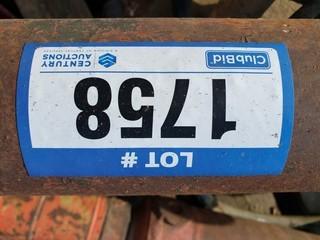 LOT #
1758
ClubBid
CENTURY
AUCTIONS